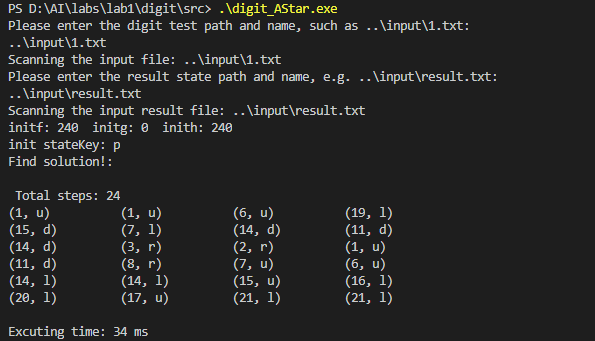 PS D:\AI\labs\lab1\digit\src> .\digit_AStar.exe
Please enter the digit test path and name, such as ..\input\1.txt:
..\input\1.txt
Scanning the input file: ..\input\1.txt
Please enter the result state path and name, e.g. ..\input\result.txt:
..\input\result.txt
Scanning the input result file: ..\input\result.txt
initf: 240  initg: 0  inith: 240
init stateKey: p
Find solution!:
Total steps: 24
(1, u) (1, u) (6, u) (19, l)
(15, d) (7, l) (14, d) (11, d)
(14, d) (3, r) (2, r) (1, u)
(11, d) (8, r) (7, u) (6, u)
(14, l) (14, l) (15, u) (16, l)
(20, l) (17, u) (21, l) (21, l)
Excuting time: 34 ms